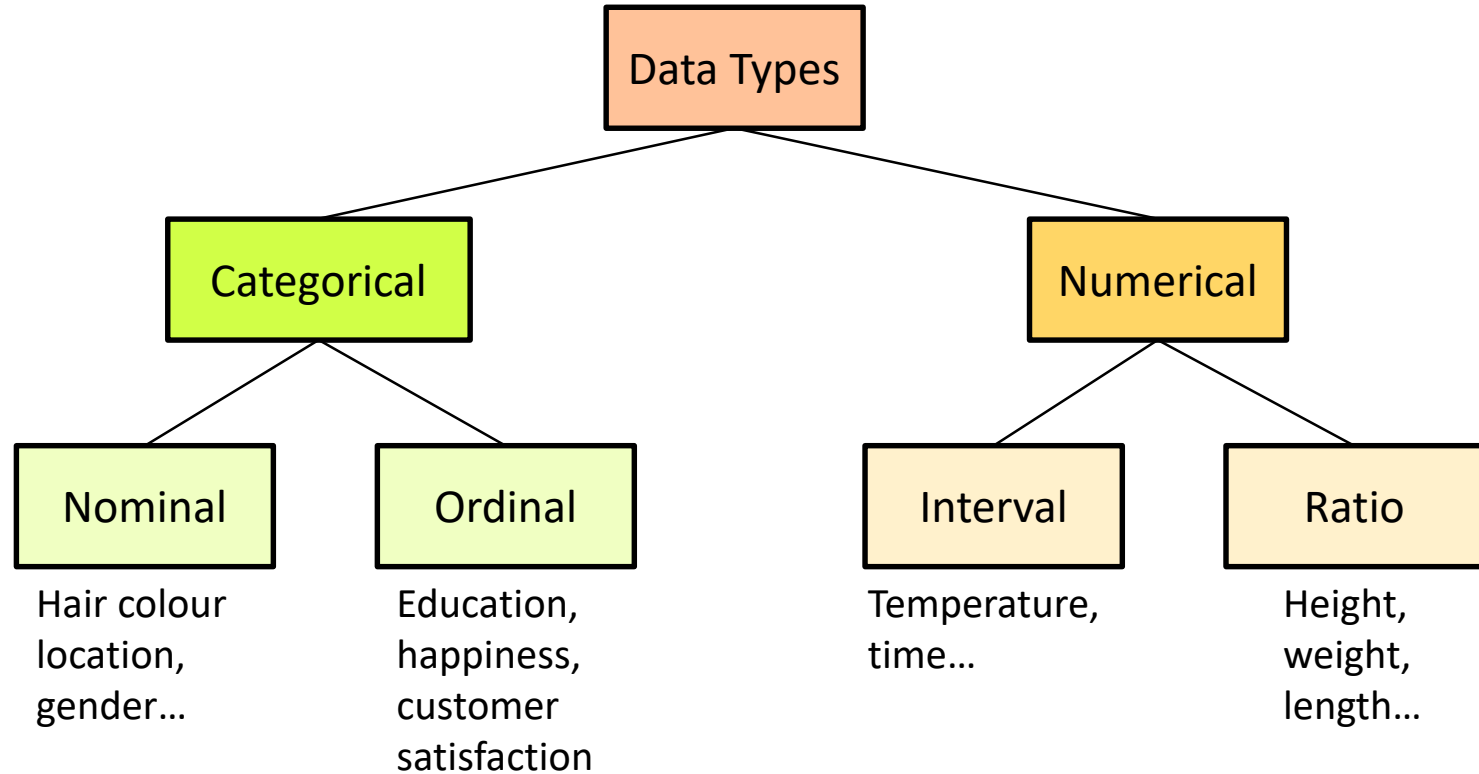 Data Types
Categorical
Numerical
Nominal
Ordinal
Interval
Ratio
Hair colour
location,
gender…
Education,
happiness,
customer
satisfaction
Temperature,
time…
Height,
weight,
length…